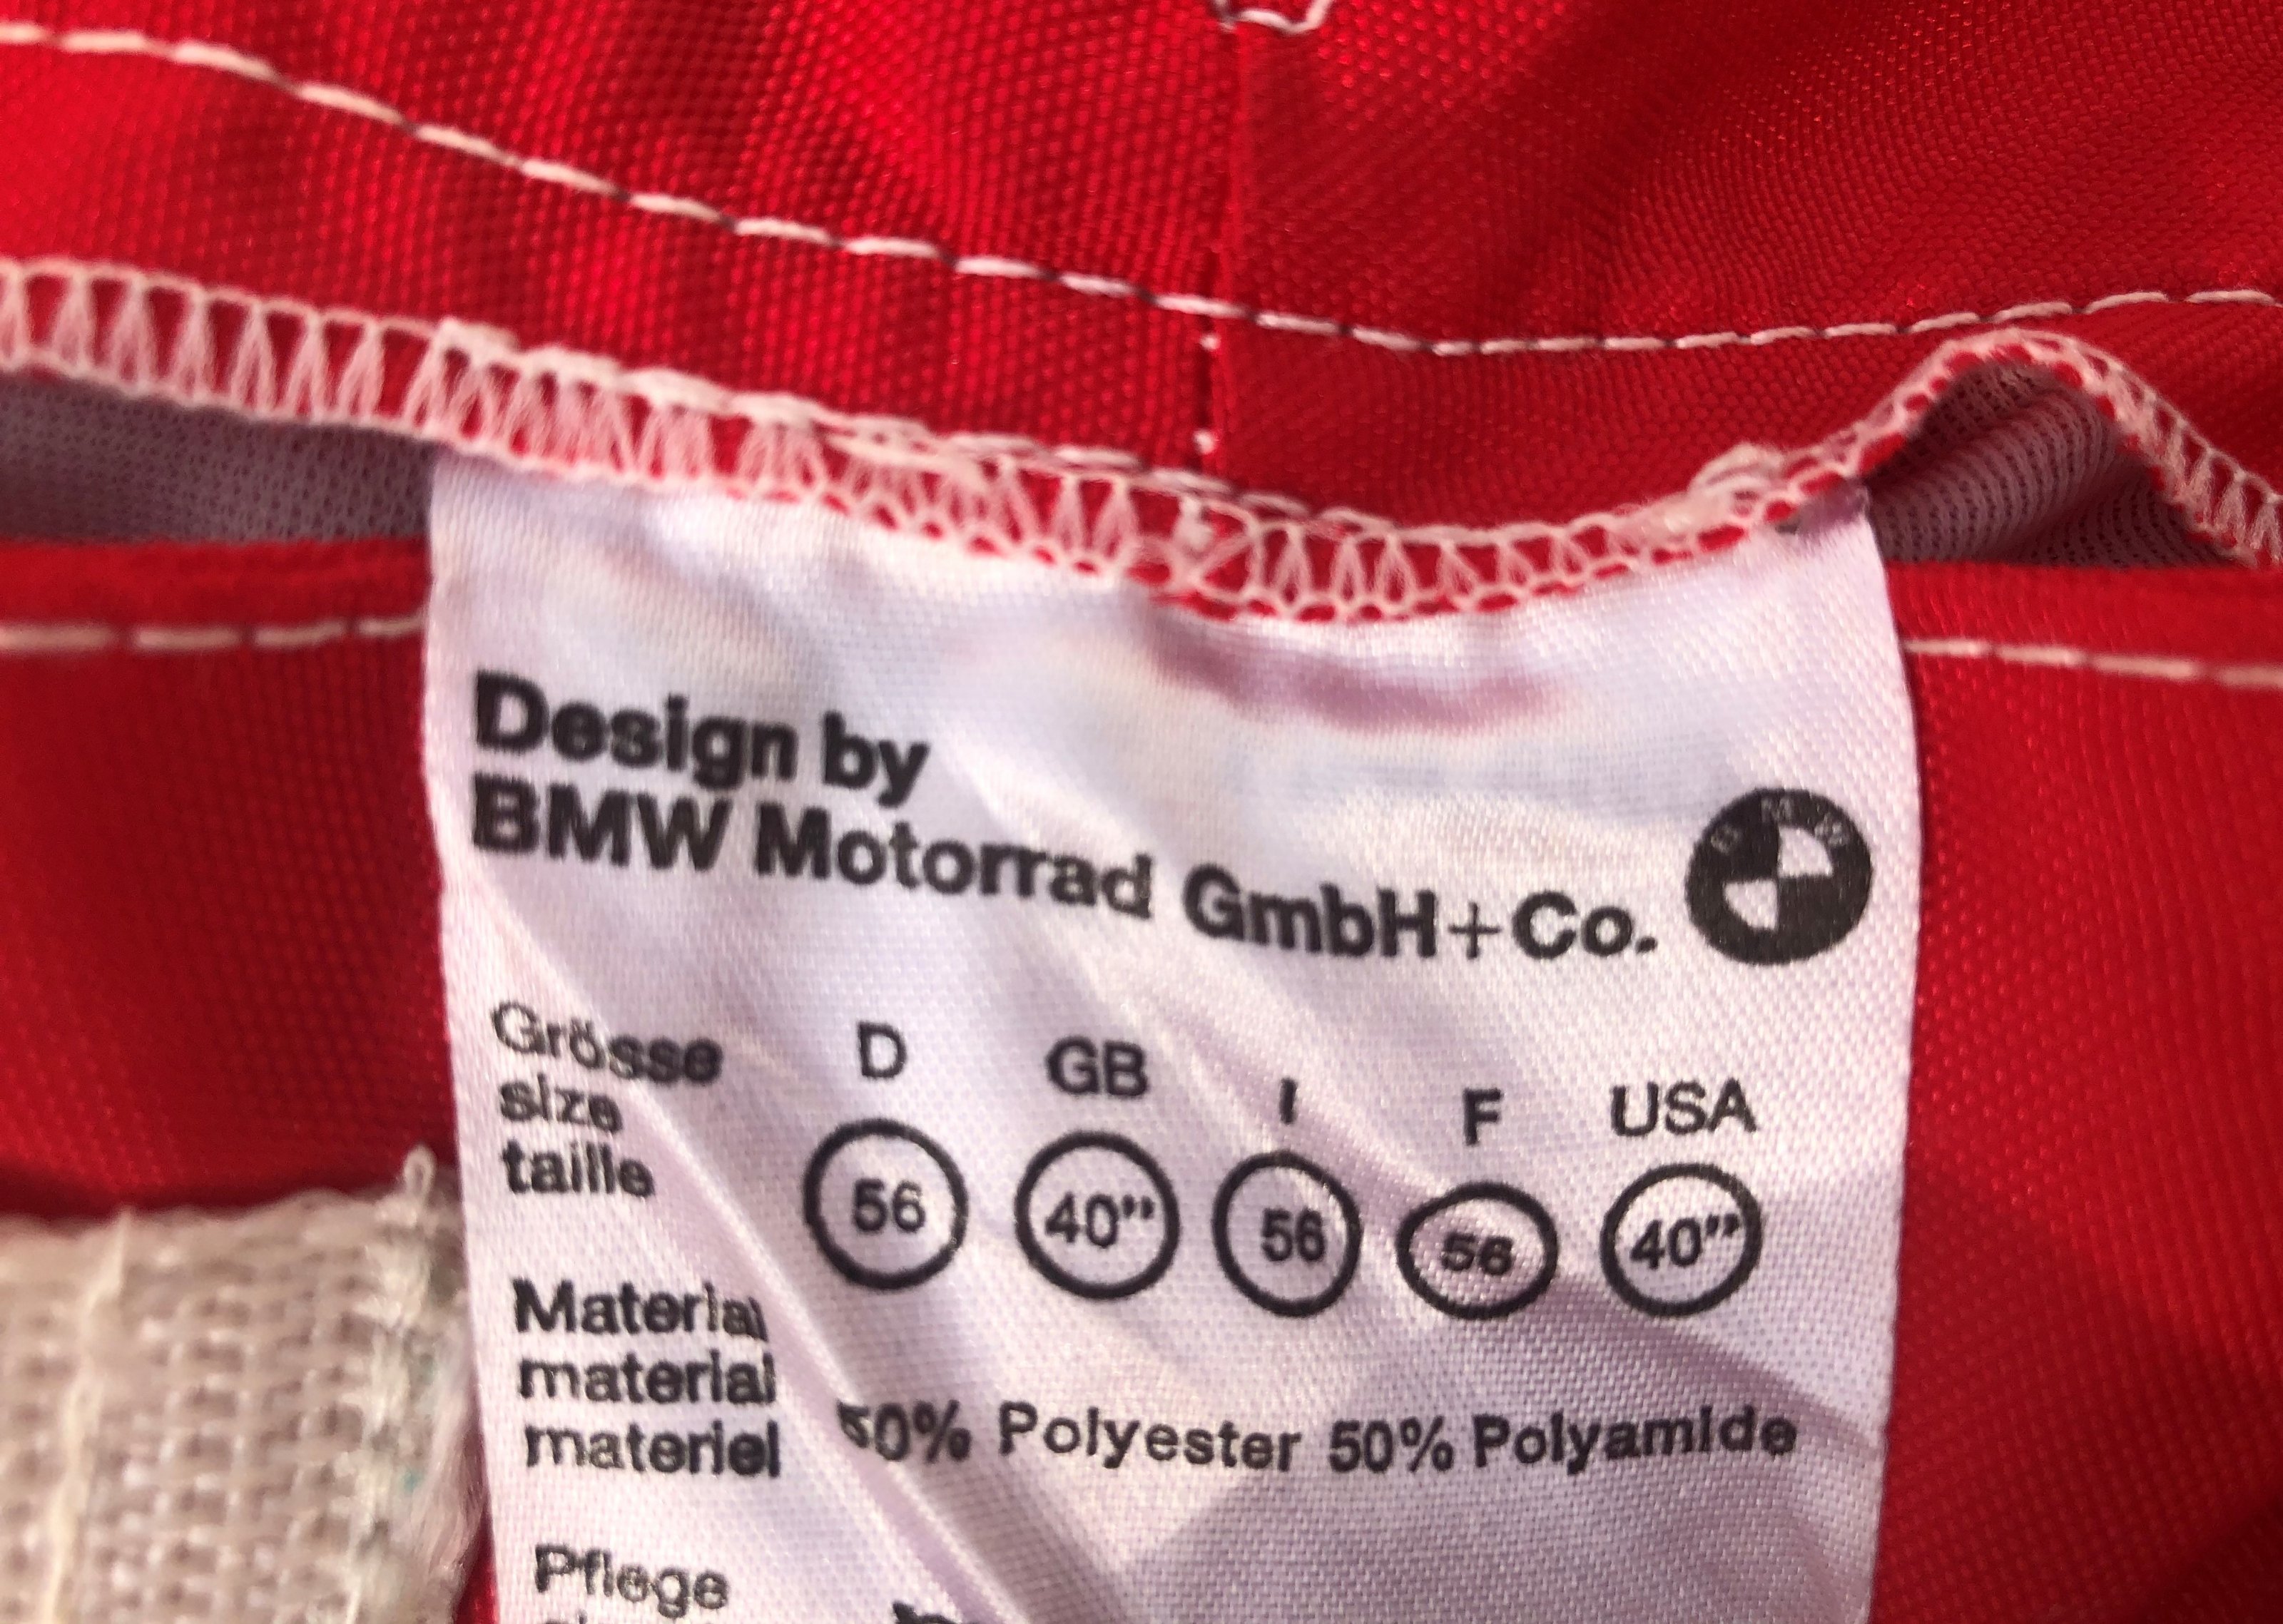 Design by
BMW Motorrad GmbH+Co.
BMW
Grösse D GB I F USA
size
taille 56 40" 56 56 40"
Material
material
materiel 50% Polyester 50% Polyamide
Pflege